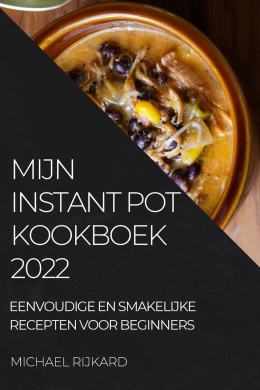 MIJN
INSTANT POT
KOOKBOEK
2022
EENVOUDIGE EN SMAKELIJKE
RECEPTEN VOOR BEGINNERS
MICHAEL RIJKARD